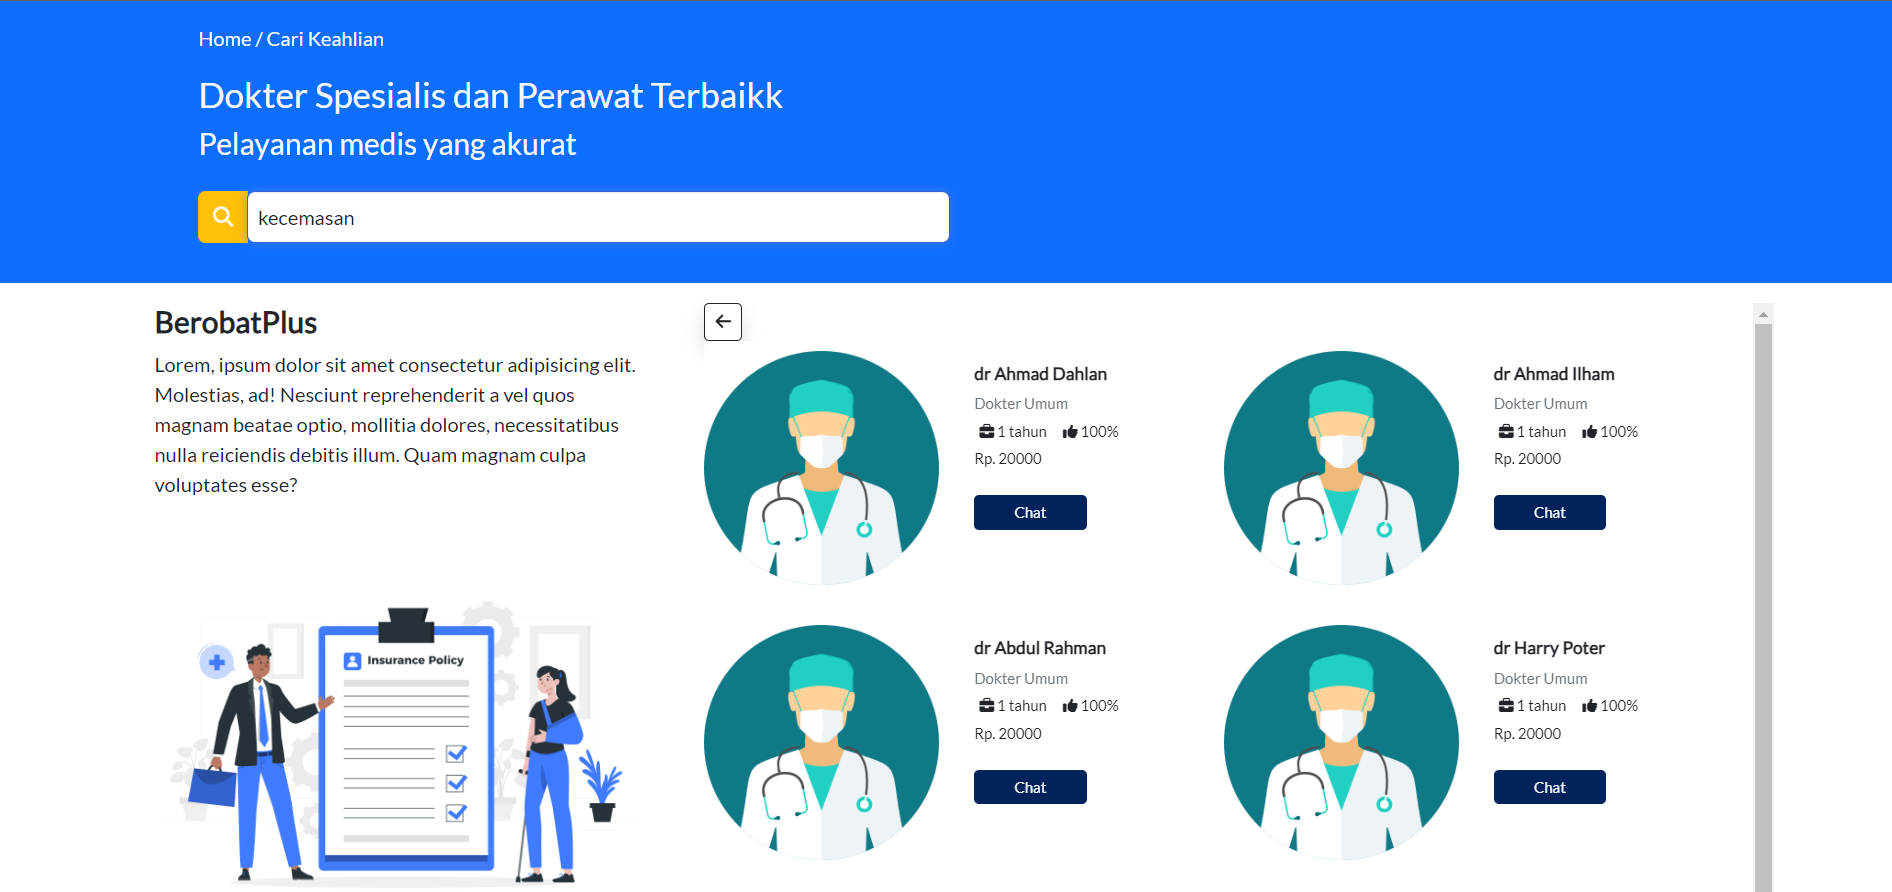 Home / Cari Keahlian
Dokter Spesialis dan Perawat Terbaikk
Pelayanan medis yang akurat
kecemasan
BerobatPlus
Lorem, ipsum dolor sit amet consectetur adipisicing elit.
Molestias, ad! Nesciunt reprehenderit a vel quos
magnam beatae optio, mollitia dolores, necessitatibus
nulla reiciendis debitis illum. Quam magnam culpa
voluptates esse?
Insurance Policy
dr Ahmad Dahlan
Dokter Umum
1 tahun 100%
Rp. 20000
Chat
dr Ahmad Ilham
Dokter Umum
1 tahun 100%
Rp. 20000
Chat
dr Abdul Rahman
Dokter Umum
1 tahun 100%
Rp. 20000
Chat
dr Harry Poter
Dokter Umum
1 tahun 100%
Rp. 20000
Chat